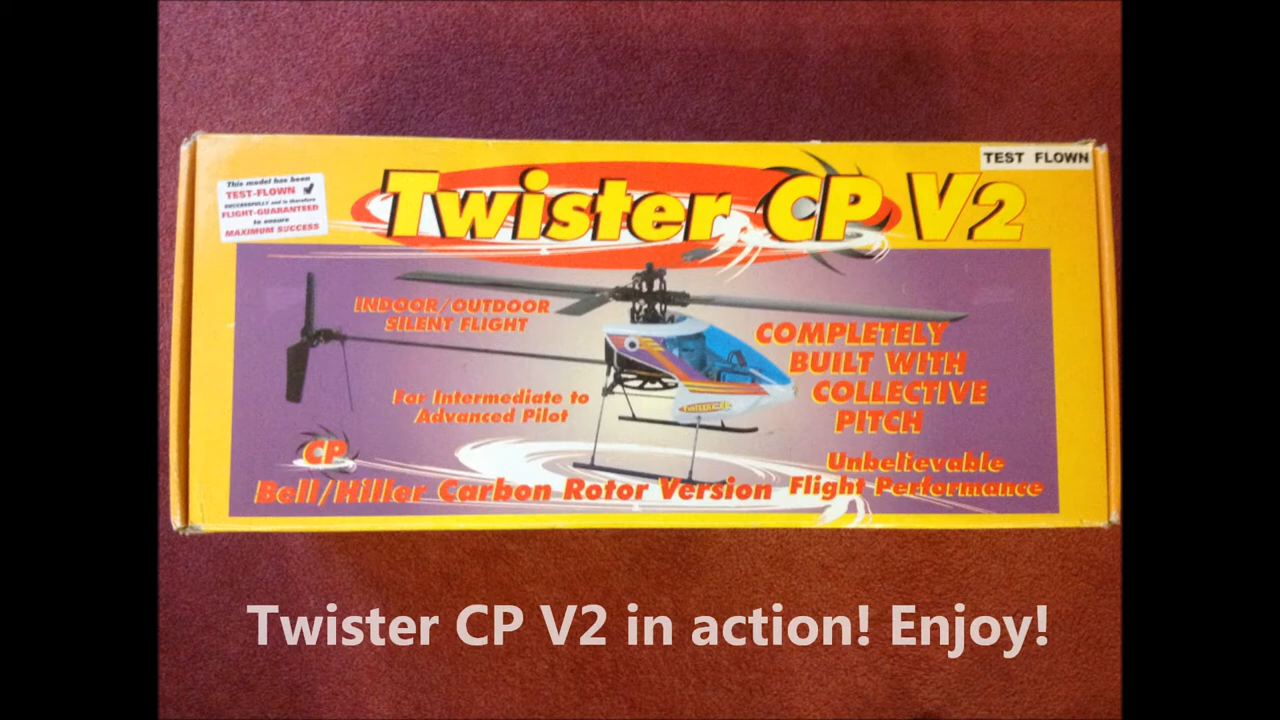 TEST FLOWN
This model has been
TEST-FLOWN
SUCCESSFULLY and is therefore
FLIGHT-GUARANTEED
to ensure
MAXIMUM SUCCESS
Twister CP V2
INDOOR/OUTDOOR
SILENT FLIGHT
COMPLETELY
BUILT WITH
COLLECTIVE
PITCH
For Intermediate to
Advanced Pilot
Twister CP
CP
Unbelievable
Flight Performance
Bell/Hiller Carbon Rotor Version
Twister CP V2 in action! Enjoy!